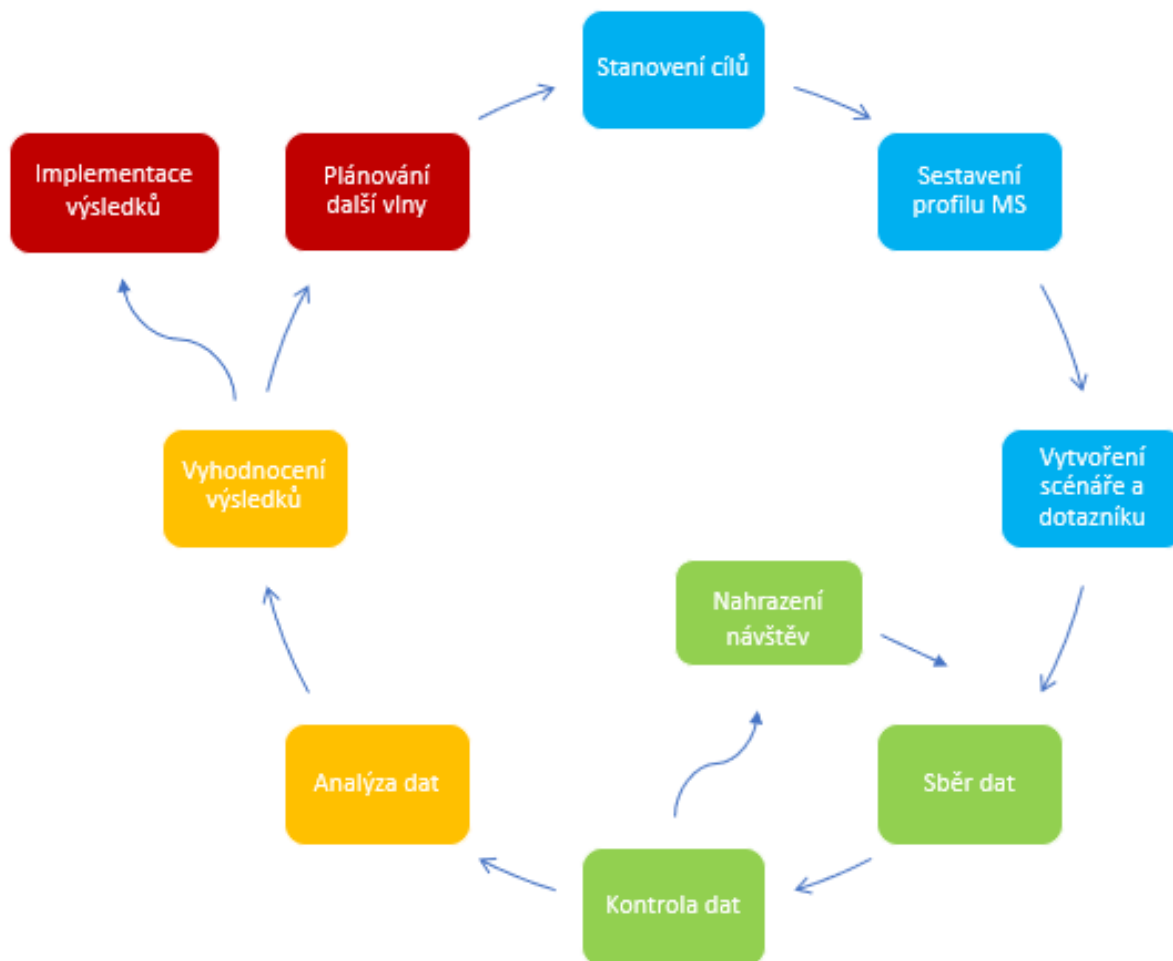 Stanovení cílů
Implementace
výsledků
Plánování
další vlny
Sestavení
profilu MS
Vyhodnocení
výsledků
Vytvoření
scénáře a
dotazníku
Nahrazení
návštěv
Analýza dat
Sběr dat
Kontrola dat